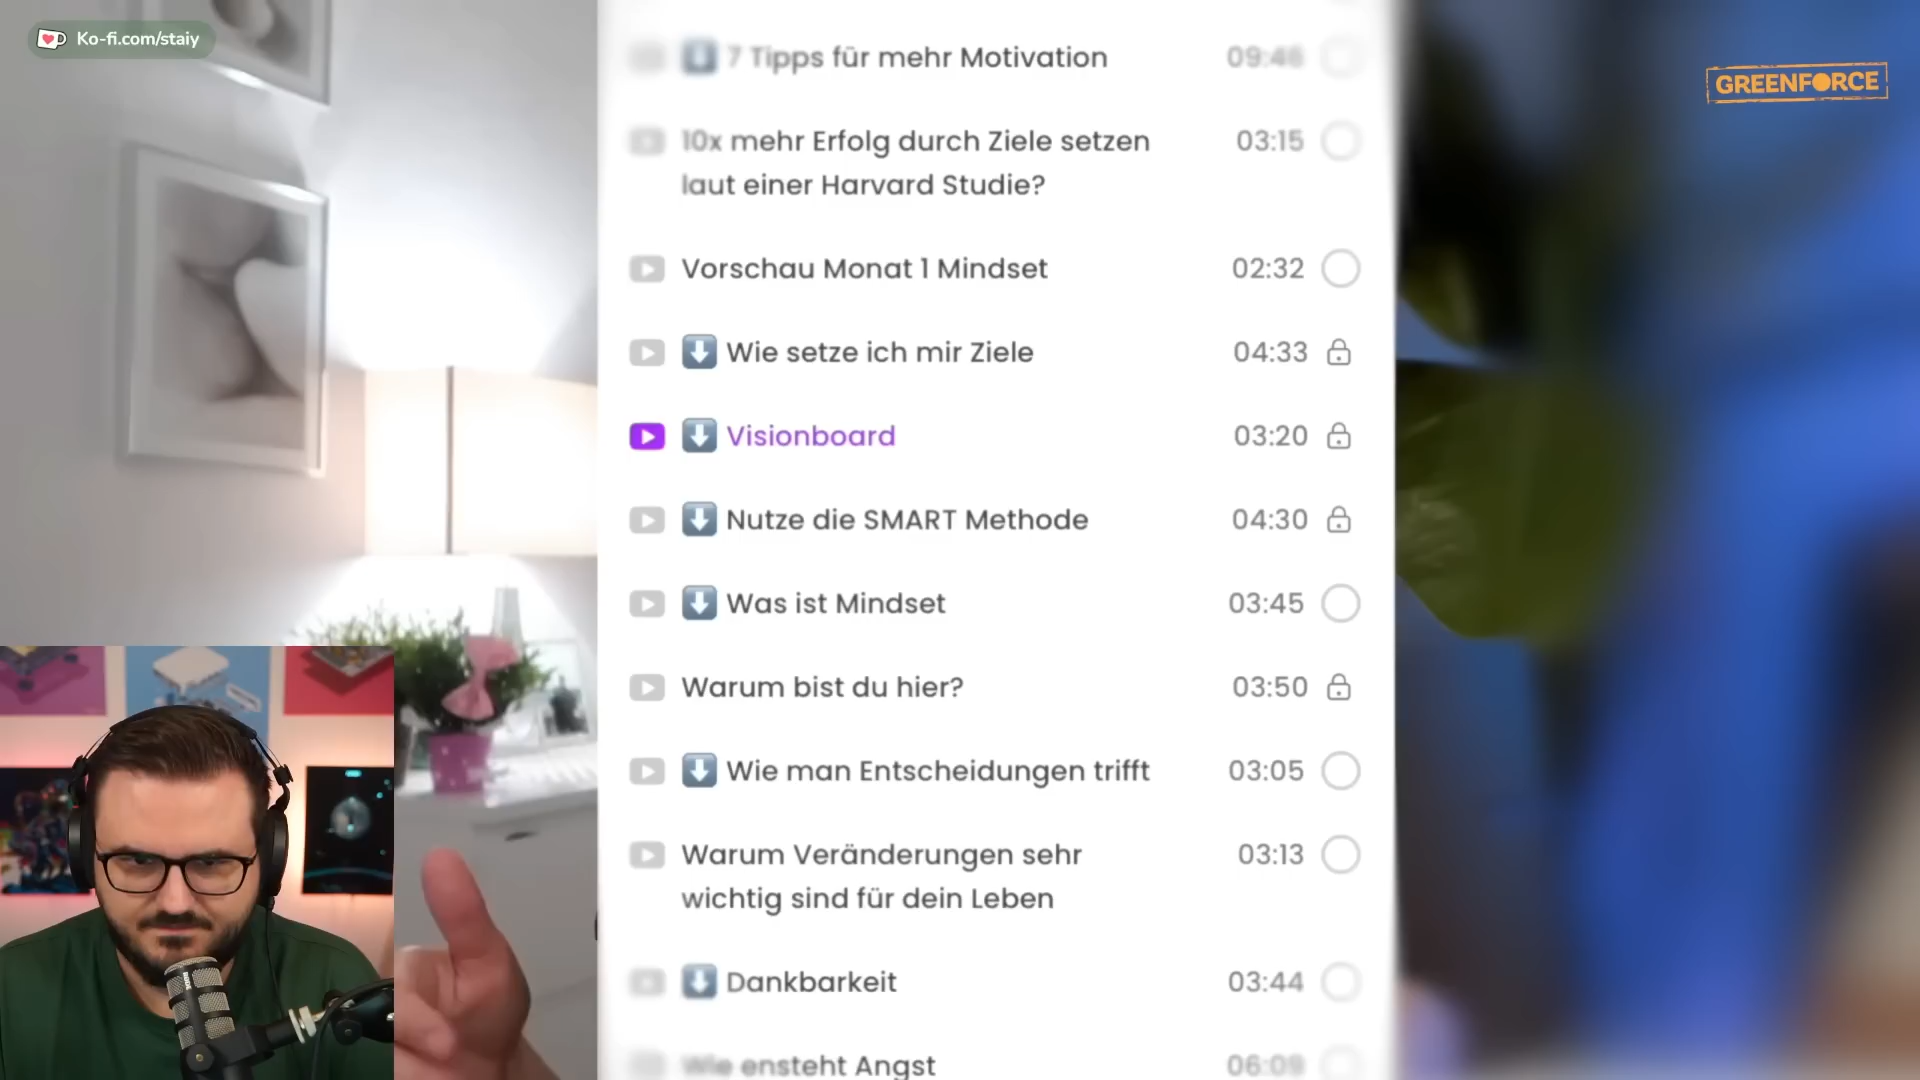 Ko-fi.com/staiy
GREENFORCE
7 Tipps für mehr Motivation 09:46
10x mehr Erfolg durch Ziele setzen 03:15
laut einer Harvard Studie?
Vorschau Monat 1 Mindset 02:32
Wie setze ich mir Ziele 04:33
Visionboard 03:20
Nutze die SMART Methode 04:30
Was ist Mindset 03:45
Warum bist du hier? 03:50
Wie man Entscheidungen trifft 03:05
Warum Veränderungen sehr 03:13
wichtig sind für dein Leben
Dankbarkeit 03:44
Wie ensteht Angst 06:09